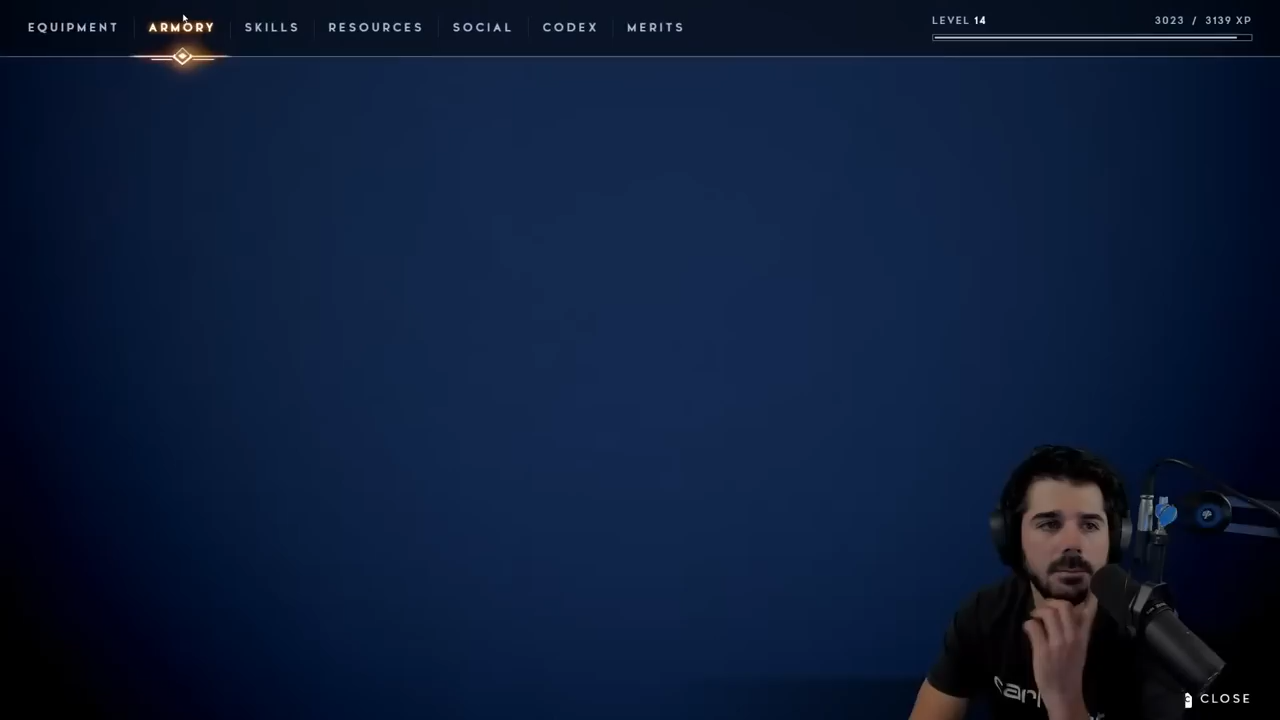 EQUIPMENT ARMORY SKILLS RESOURCES SOCIAL CODEX MERITS
LEVEL 14 3023 / 3139 XP
CLOSE